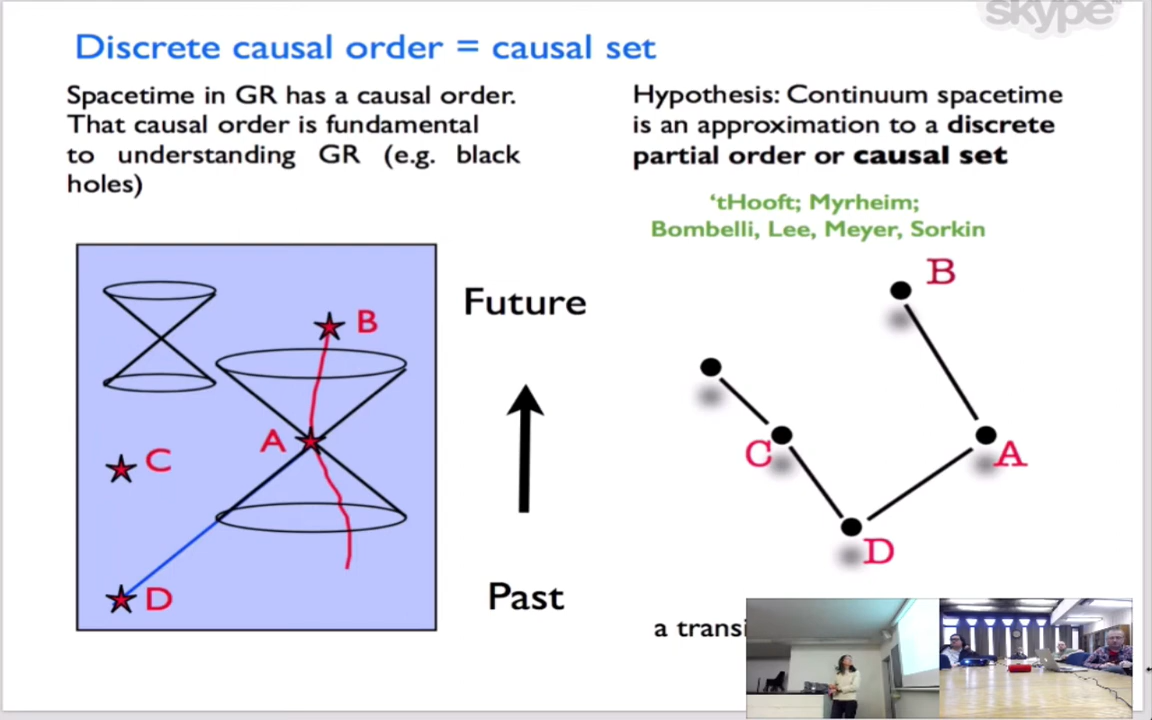 skype™
Discrete causal order = causal set
Spacetime in GR has a causal order.
That causal order is fundamental
to understanding GR (e.g. black
holes)
Hypothesis: Continuum spacetime
is an approximation to a discrete
partial order or causal set
‘tHooft; Myrheim;
Bombelli, Lee, Meyer, Sorkin
B
A
C
D
Future
Past
B
C
A
D
a transi